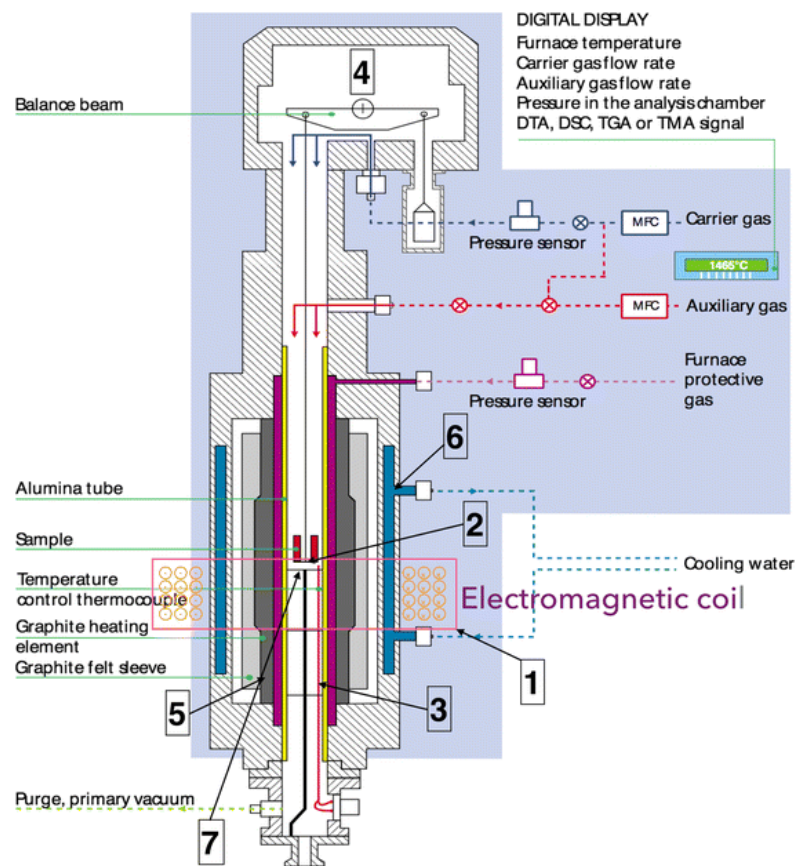 DIGITAL DISPLAY
Furnace temperature
Carrier gas flow rate
Auxiliary gas flow rate
Pressure in the analysis chamber
DTA, DSC, TGA or TMA signal
4
Balance beam
MFC
Carrier gas
Pressure sensor
1465°C
MFC
Auxiliary gas
Furnace
protective
gas
Pressure sensor
6
Alumina tube
2
Sample
Cooling water
Temperature
control thermocouple
Electromagnetic coil
Graphite heating
element
Graphite felt sleeve
1
5
3
Purge, primary vacuum
7